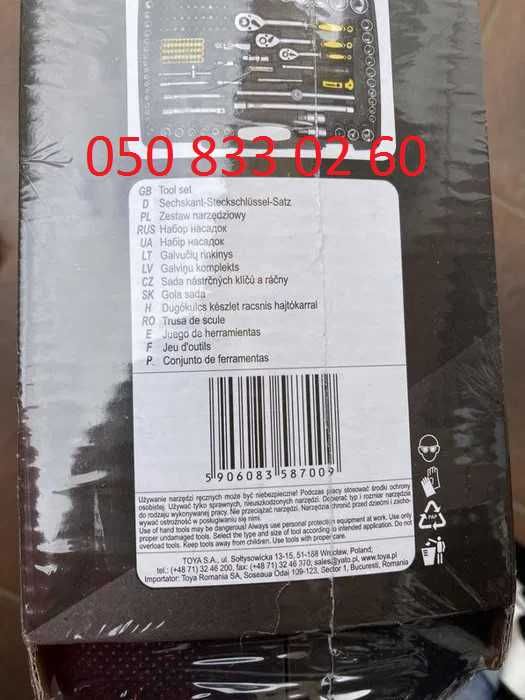 050 833 02 60
GB Tool set
D Sechskant-Steckschlüssel-Satz
PL Zestaw narzędziowy
RUS Набор насадок
UA Набір насадок
LT Galvučių rinkinys
LV Galviņu komplekts
CZ Sada nástrčných klíčů a ráčny
SK Gola sada
H Dugókulcs készlet racsnis hajtókarral
RO Trusa de scule
E Juego de herramientas
F Jeu d'outils
P Conjunto de ferramentas
5 906083 587009
Używanie narzędzi ręcznych może być niebezpieczne! Podczas pracy stosować środki ochrony
osobistej. Używać tylko sprawnych, nieuszkodzonych narzędzi. Dobierać typ i rozmiar narzędzia
do rodzaju wykonywanej pracy. Nie przeciążać narzędzi. Narzędzia chronić przed dziećmi i zacho-
wywać ostrożność w posługiwaniu się nimi.
Use of hand tools may be dangerous! Always use personal protection equipment at work. Use only
proper undamaged tools. Select the type and size of tool according to intended application. Do not
overload tools. Keep tools away from children. Use tools with proper care.
TOYA S.A., ul. Sołtysowicka 13-15, 51-168 Wrocław, Poland;
tel.: (+48 71) 32 46 200, fax: (+48 71) 32 46 370; sales@yato.pl; www.toya.pl
Importator: Toya Romania SA, Soseaua Odai 109-123, Sector 1, Bucuresti, Romania